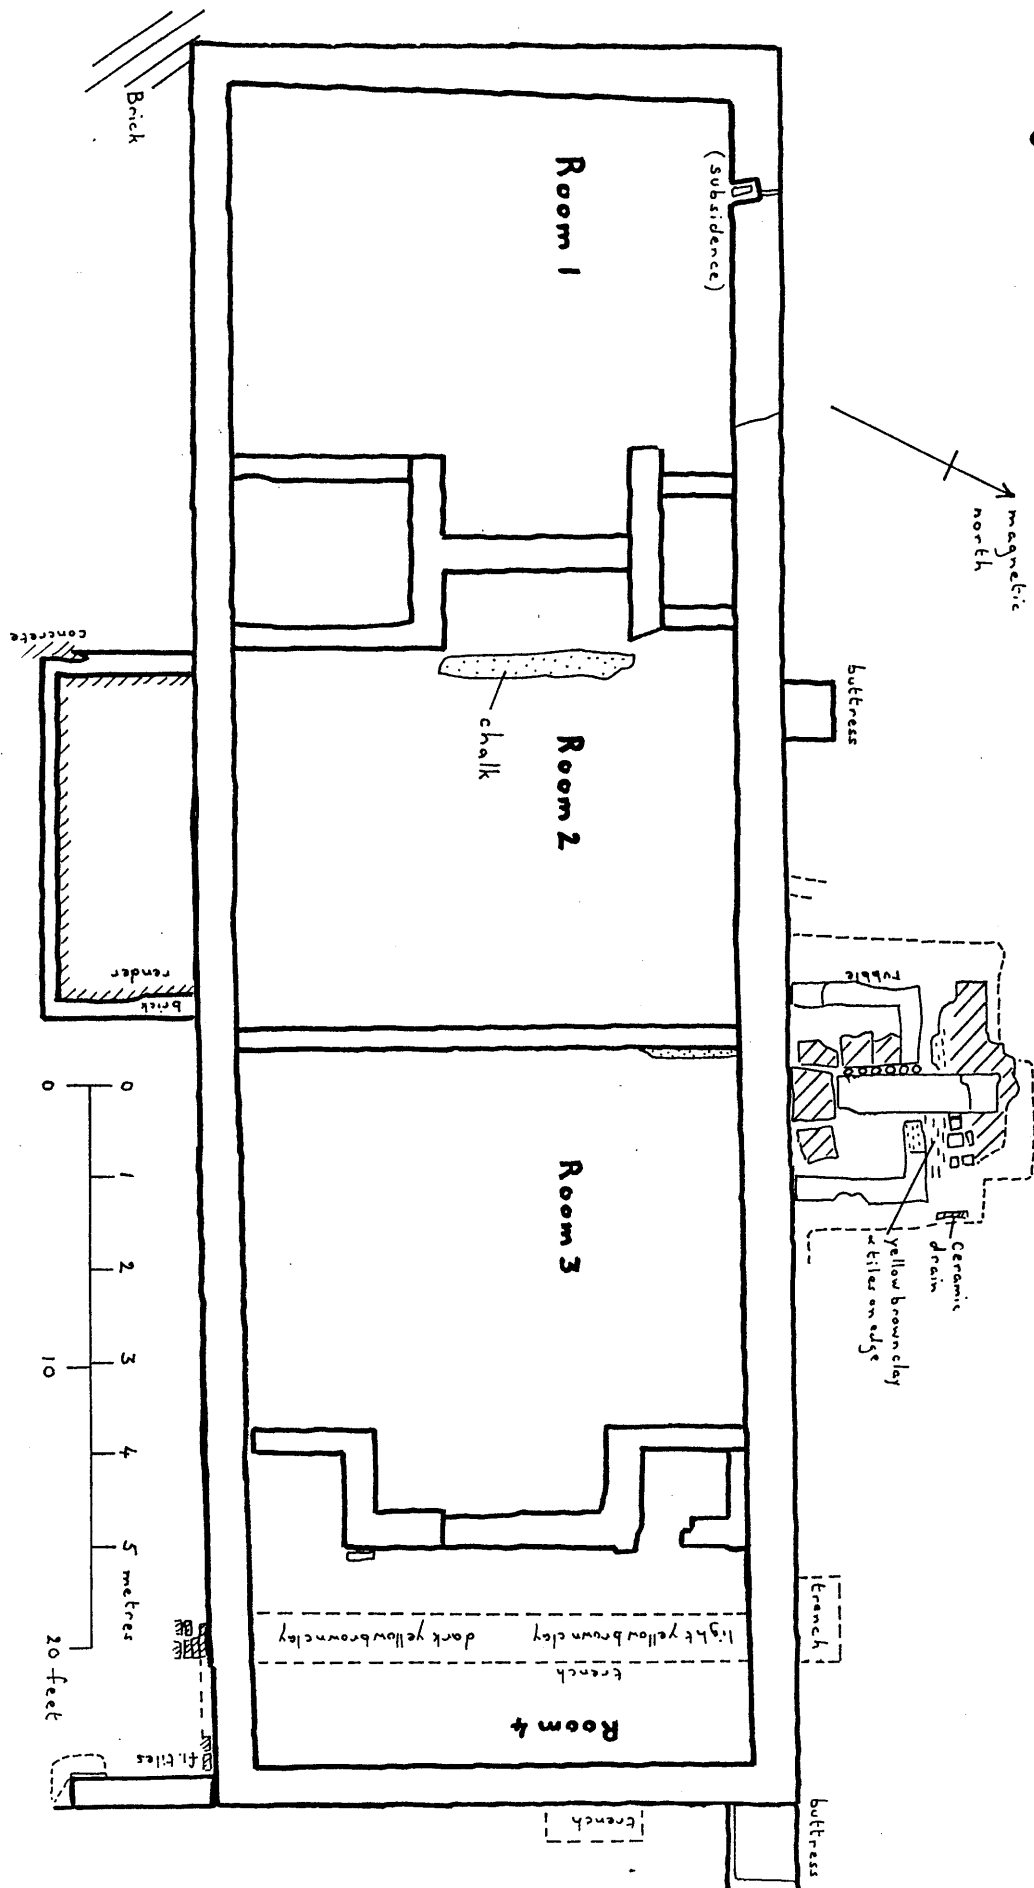 Brick
Room 1
(subsidence)
magnetic
north
concrete
chalk
buttress
Room 2
render
brick
rubble
Room 3
ceramic
drain
yellow brown clay
+ tiles on edge
0 1 2 3 4 5 metres
0 10 20 feet
trench
light yellow brown clay
dark yellow brown clay
trench
Room 4
fl. tiles
trench
buttress